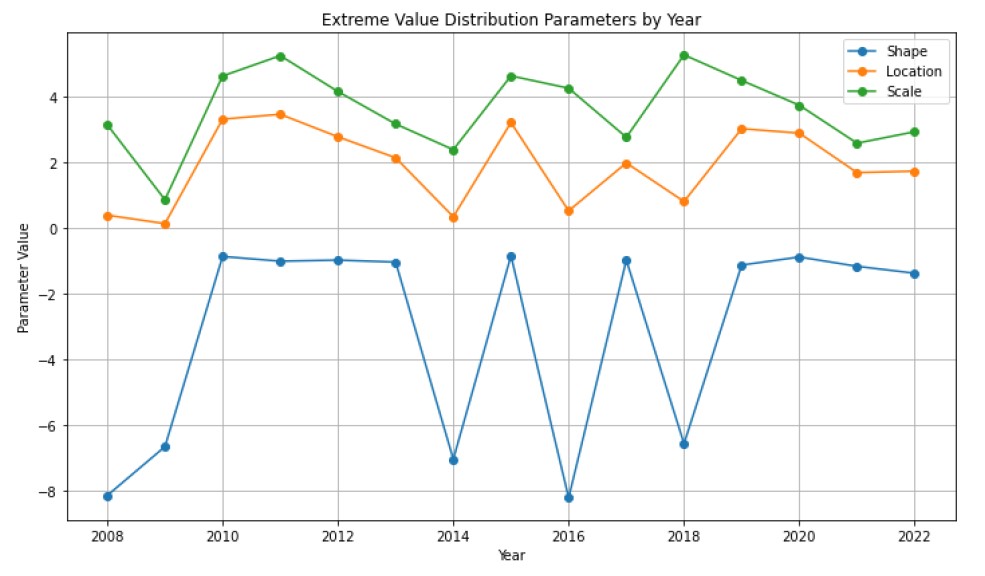 Extreme Value Distribution Parameters by Year
Shape
Location
Scale
Parameter Value
4
2
0
−2
−4
−6
−8
2008 2010 2012 2014 2016 2018 2020 2022
Year